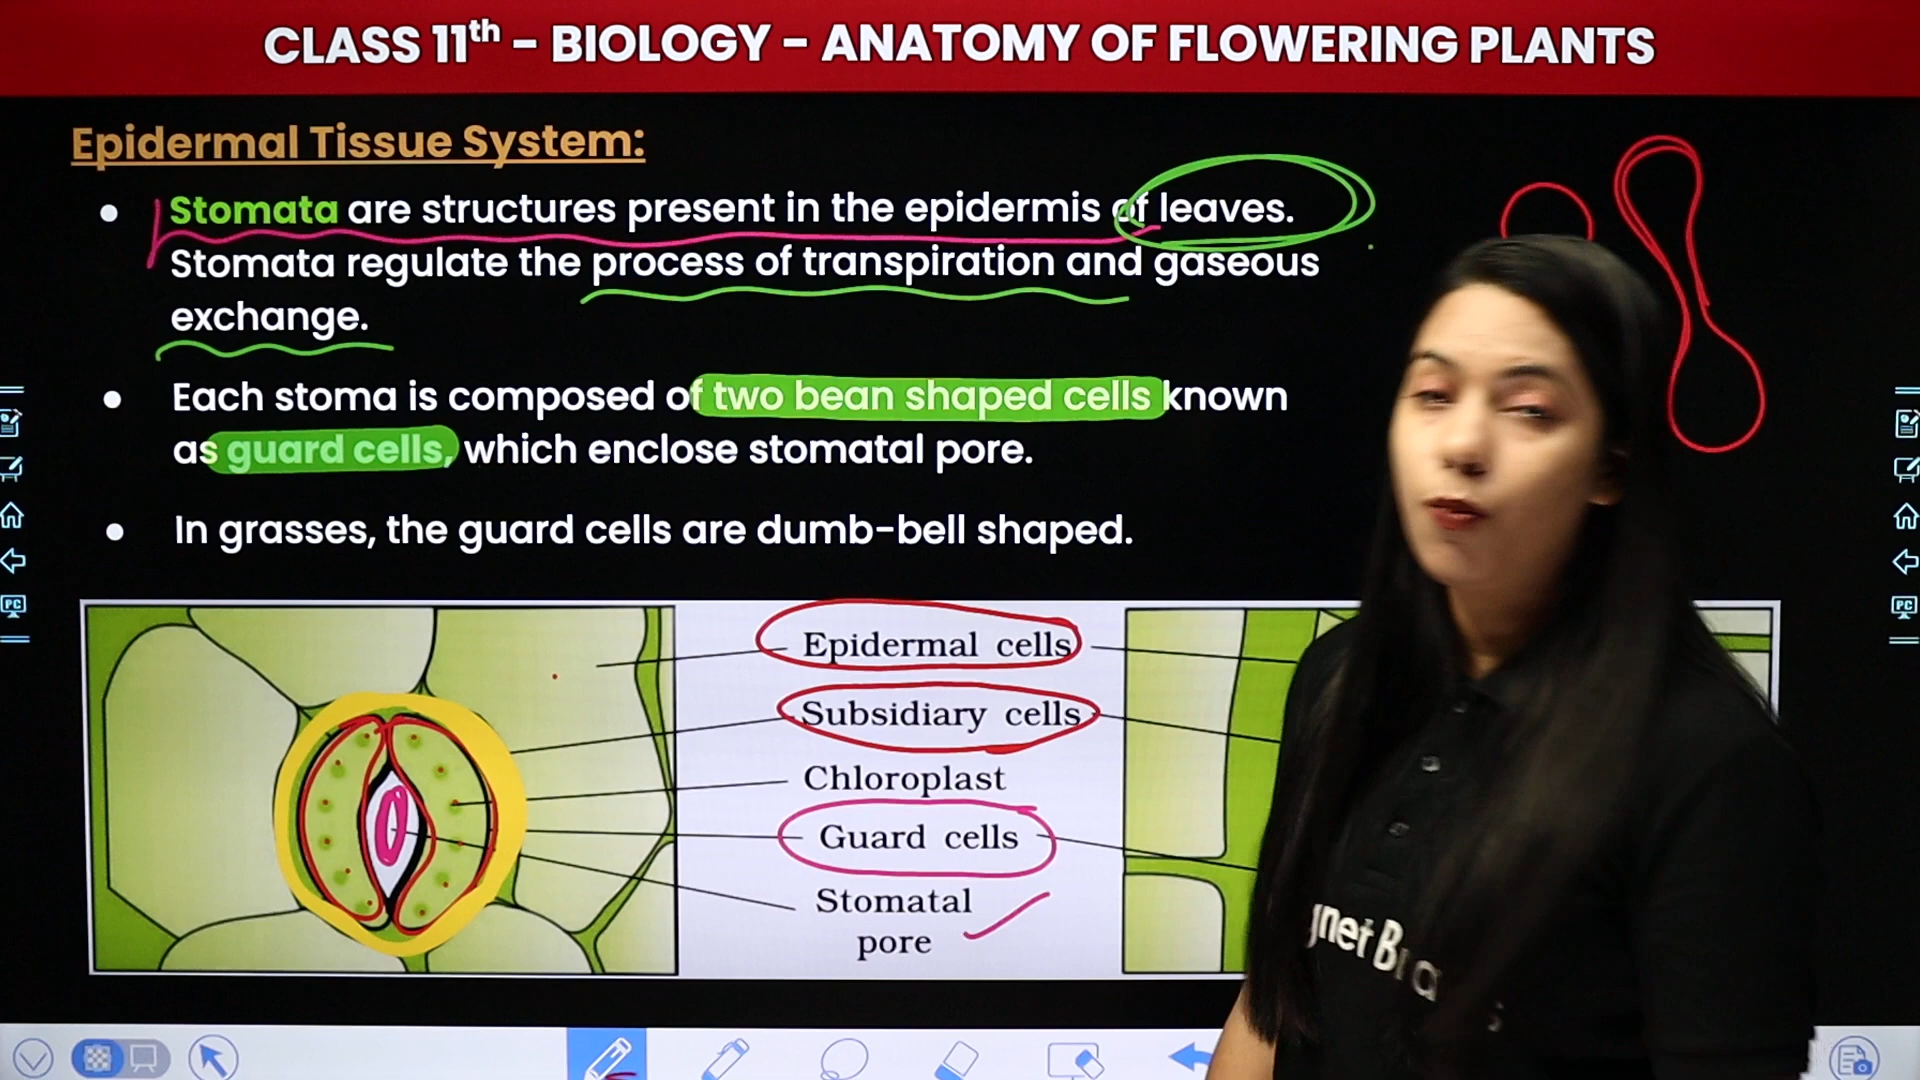 CLASS 11th - BIOLOGY - ANATOMY OF FLOWERING PLANTS
Epidermal Tissue System:
• Stomata are structures present in the epidermis of leaves.
Stomata regulate the process of transpiration and gaseous
exchange.
• Each stoma is composed of two bean shaped cells known
as guard cells, which enclose stomatal pore.
• In grasses, the guard cells are dumb-bell shaped.
Epidermal cells
Subsidiary cells
Chloroplast
Guard cells
Stomatal
pore
PC
PC